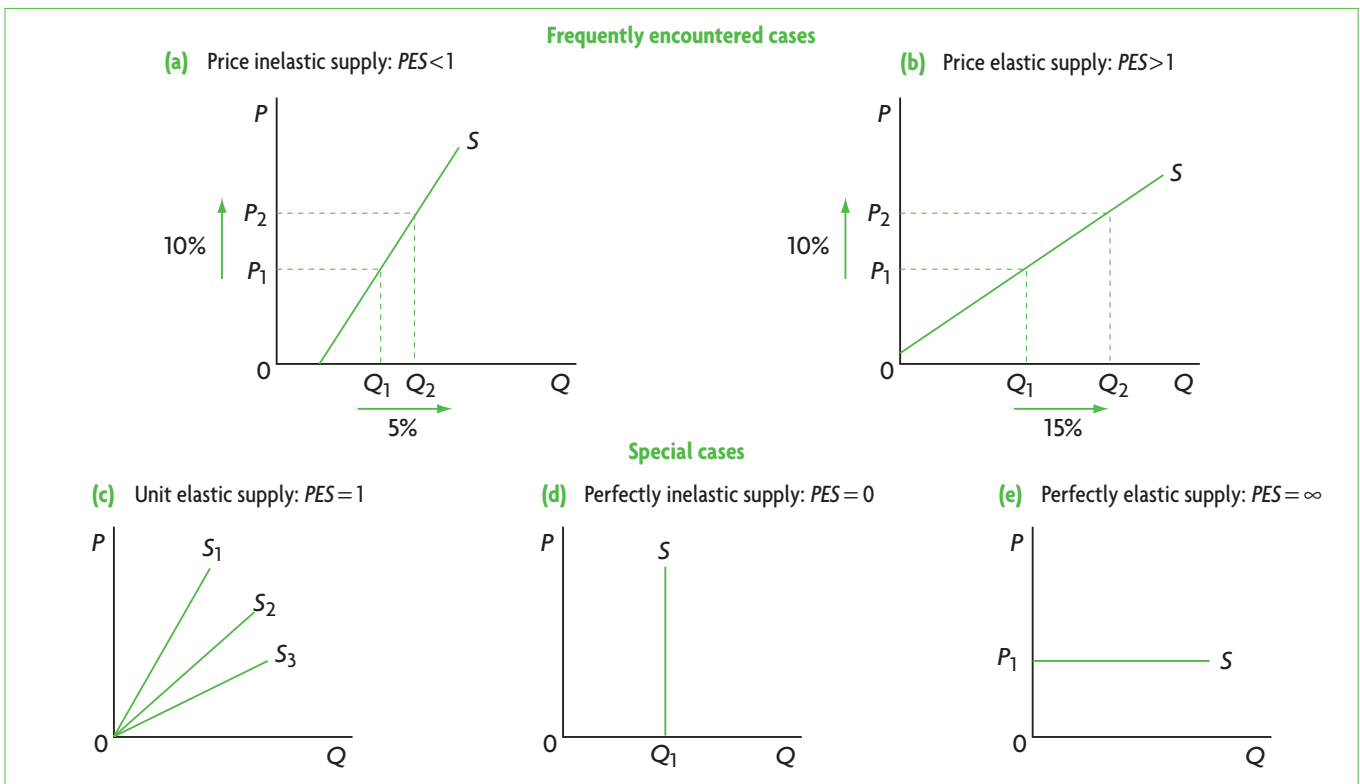 Frequently encountered cases
(a) Price inelastic supply: PES<1
P
S
P2
10%
P1
0
Q1 Q2 Q
5%
(b) Price elastic supply: PES>1
P
S
P2
10%
P1
0
Q1 Q2 Q
15%
Special cases
(c) Unit elastic supply: PES=1
P
S1
S2
S3
0
Q
(d) Perfectly inelastic supply: PES=0
P
S
0
Q1 Q
(e) Perfectly elastic supply: PES=∞
P
P1
S
0
Q